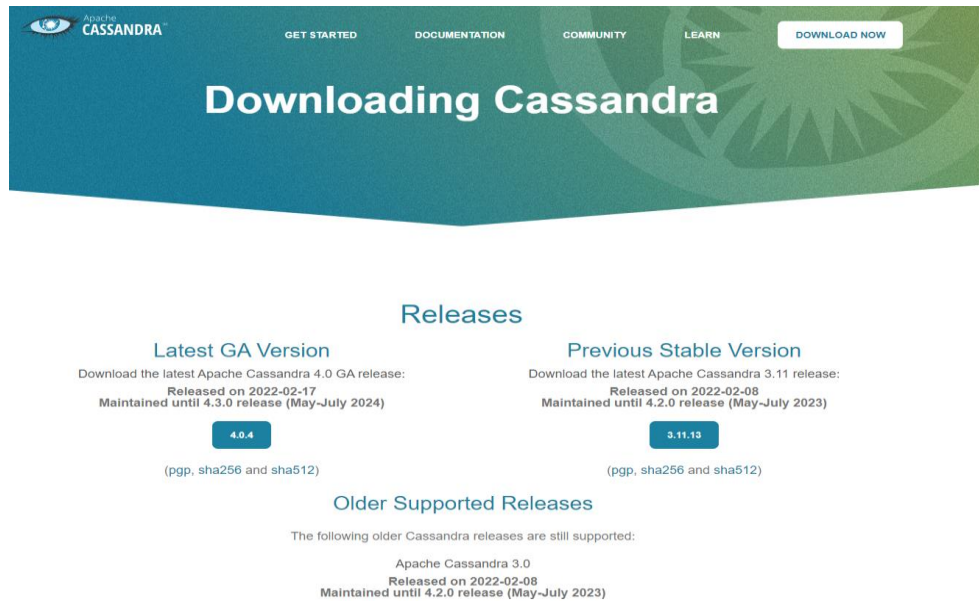 Apache
CASSANDRA™
GET STARTED
DOCUMENTATION
COMMUNITY
LEARN
DOWNLOAD NOW
Downloading Cassandra
Releases
Latest GA Version
Download the latest Apache Cassandra 4.0 GA release:
Released on 2022-02-17
Maintained until 4.3.0 release (May-July 2024)
4.0.4
(pgp, sha256 and sha512)
Previous Stable Version
Download the latest Apache Cassandra 3.11 release:
Released on 2022-02-08
Maintained until 4.2.0 release (May-July 2023)
3.11.13
(pgp, sha256 and sha512)
Older Supported Releases
The following older Cassandra releases are still supported:
Apache Cassandra 3.0
Released on 2022-02-08
Maintained until 4.2.0 release (May-July 2023)